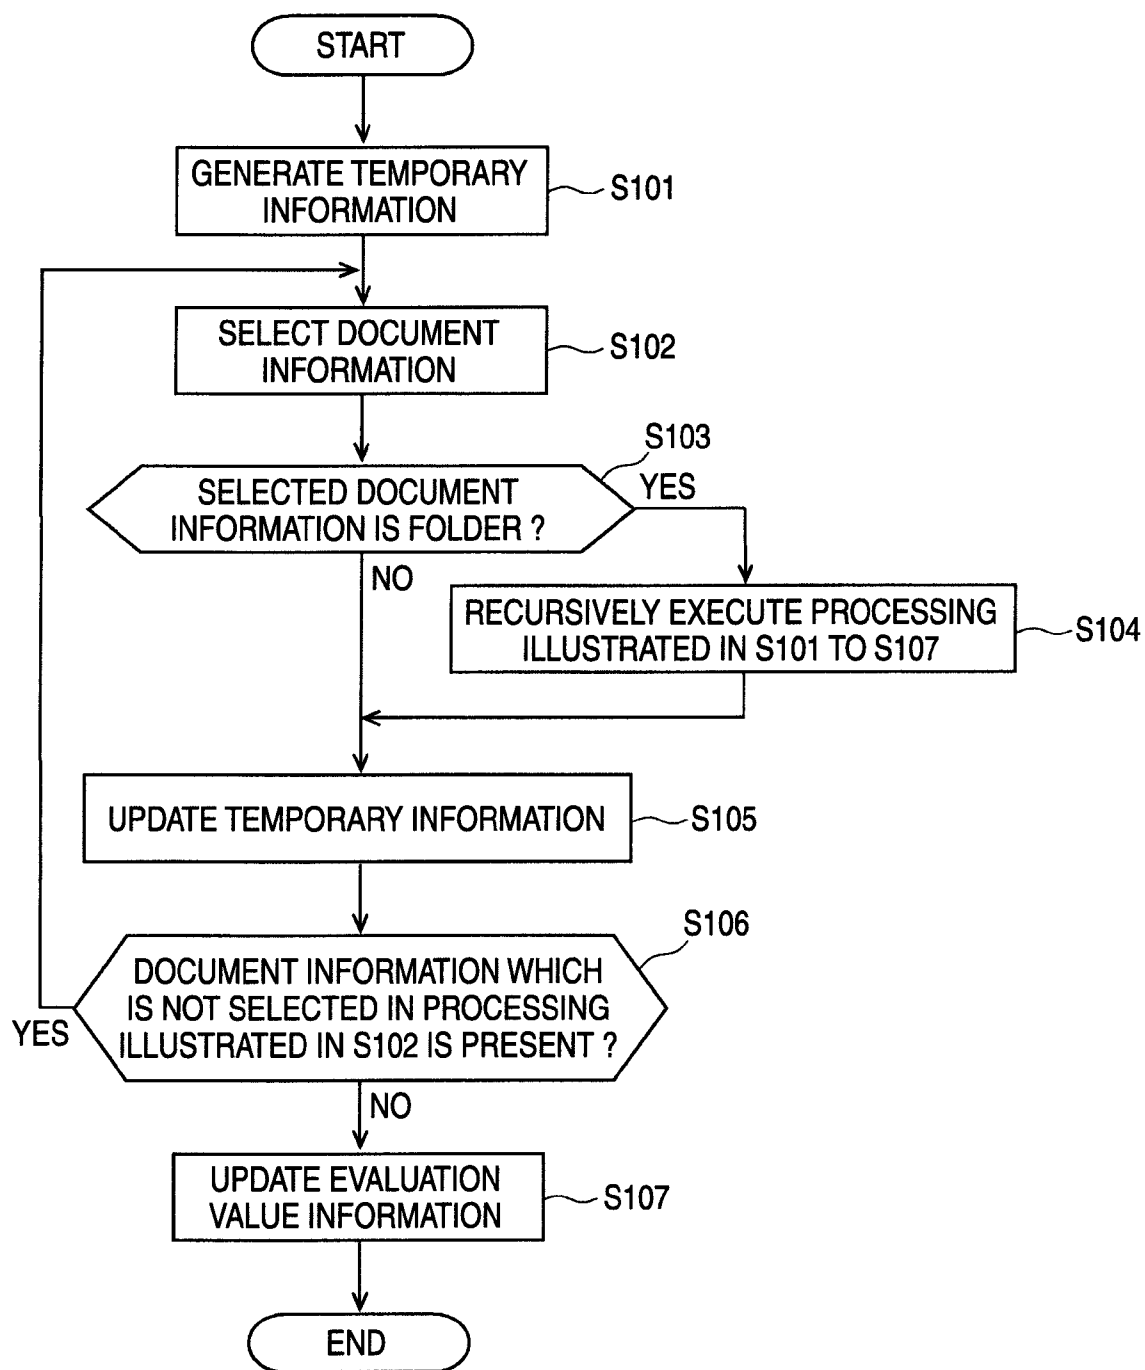 START
GENERATE TEMPORARY
INFORMATION
S101
SELECT DOCUMENT
INFORMATION
S102
S103
SELECTED DOCUMENT
INFORMATION IS FOLDER ?
YES
NO
RECURSIVELY EXECUTE PROCESSING
ILLUSTRATED IN S101 TO S107
S104
UPDATE TEMPORARY INFORMATION
S105
S106
DOCUMENT INFORMATION WHICH
IS NOT SELECTED IN PROCESSING
ILLUSTRATED IN S102 IS PRESENT ?
YES
NO
UPDATE EVALUATION
VALUE INFORMATION
S107
END